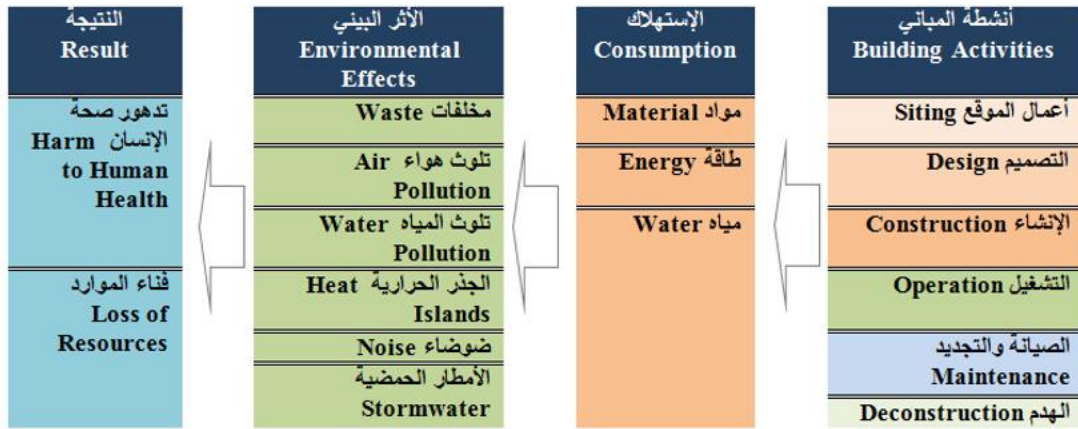 أنشطة المباني
Building Activities
أعمال الموقع Siting
التصميم Design
الإنشاء Construction
التشغيل Operation
الصيانة والتجديد
Maintenance
الهدم Deconstruction
الإستهلاك
Consumption
مواد Material
طاقة Energy
مياه Water
الأثر البيئي
Environmental
Effects
مخلفات Waste
تلوث هواء Air
Pollution
تلوث المياه Water
Pollution
الجذر الحرارية Heat
Islands
ضوضاء Noise
الأمطار الحمضية
Stormwater
النتيجة
Result
تدهور صحة
الإنسان Harm
to Human
Health
فناء الموارد
Loss of
Resources